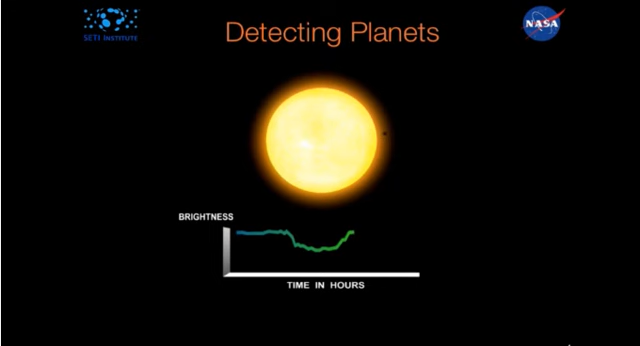 SETI INSTITUTE
Detecting Planets
NASA
BRIGHTNESS
TIME IN HOURS